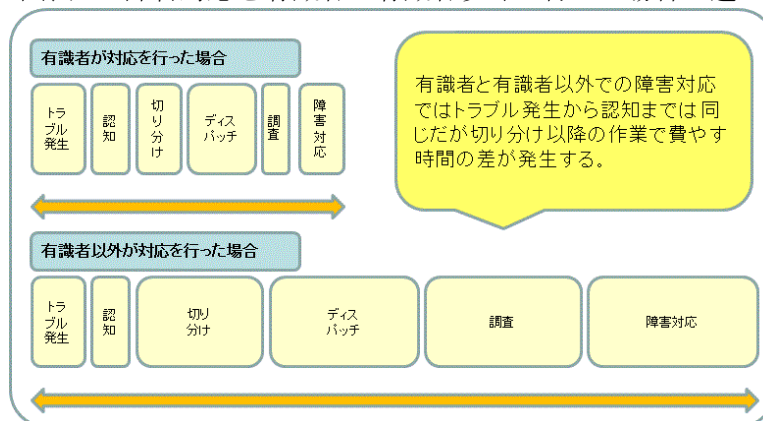 有識者が対応を行った場合
トラ
ブル
発生
認
知
切
り
分
け
ディス
パッチ
調
査
障
害
対
応
有識者と有識者以外での障害対応
ではトラブル発生から認知までは同
じだが切り分け以降の作業で費やす
時間の差が発生する。
有識者以外が対応を行った場合
トラ
ブル
発生
認
知
切り
分け
ディス
パッチ
調査
障害対応